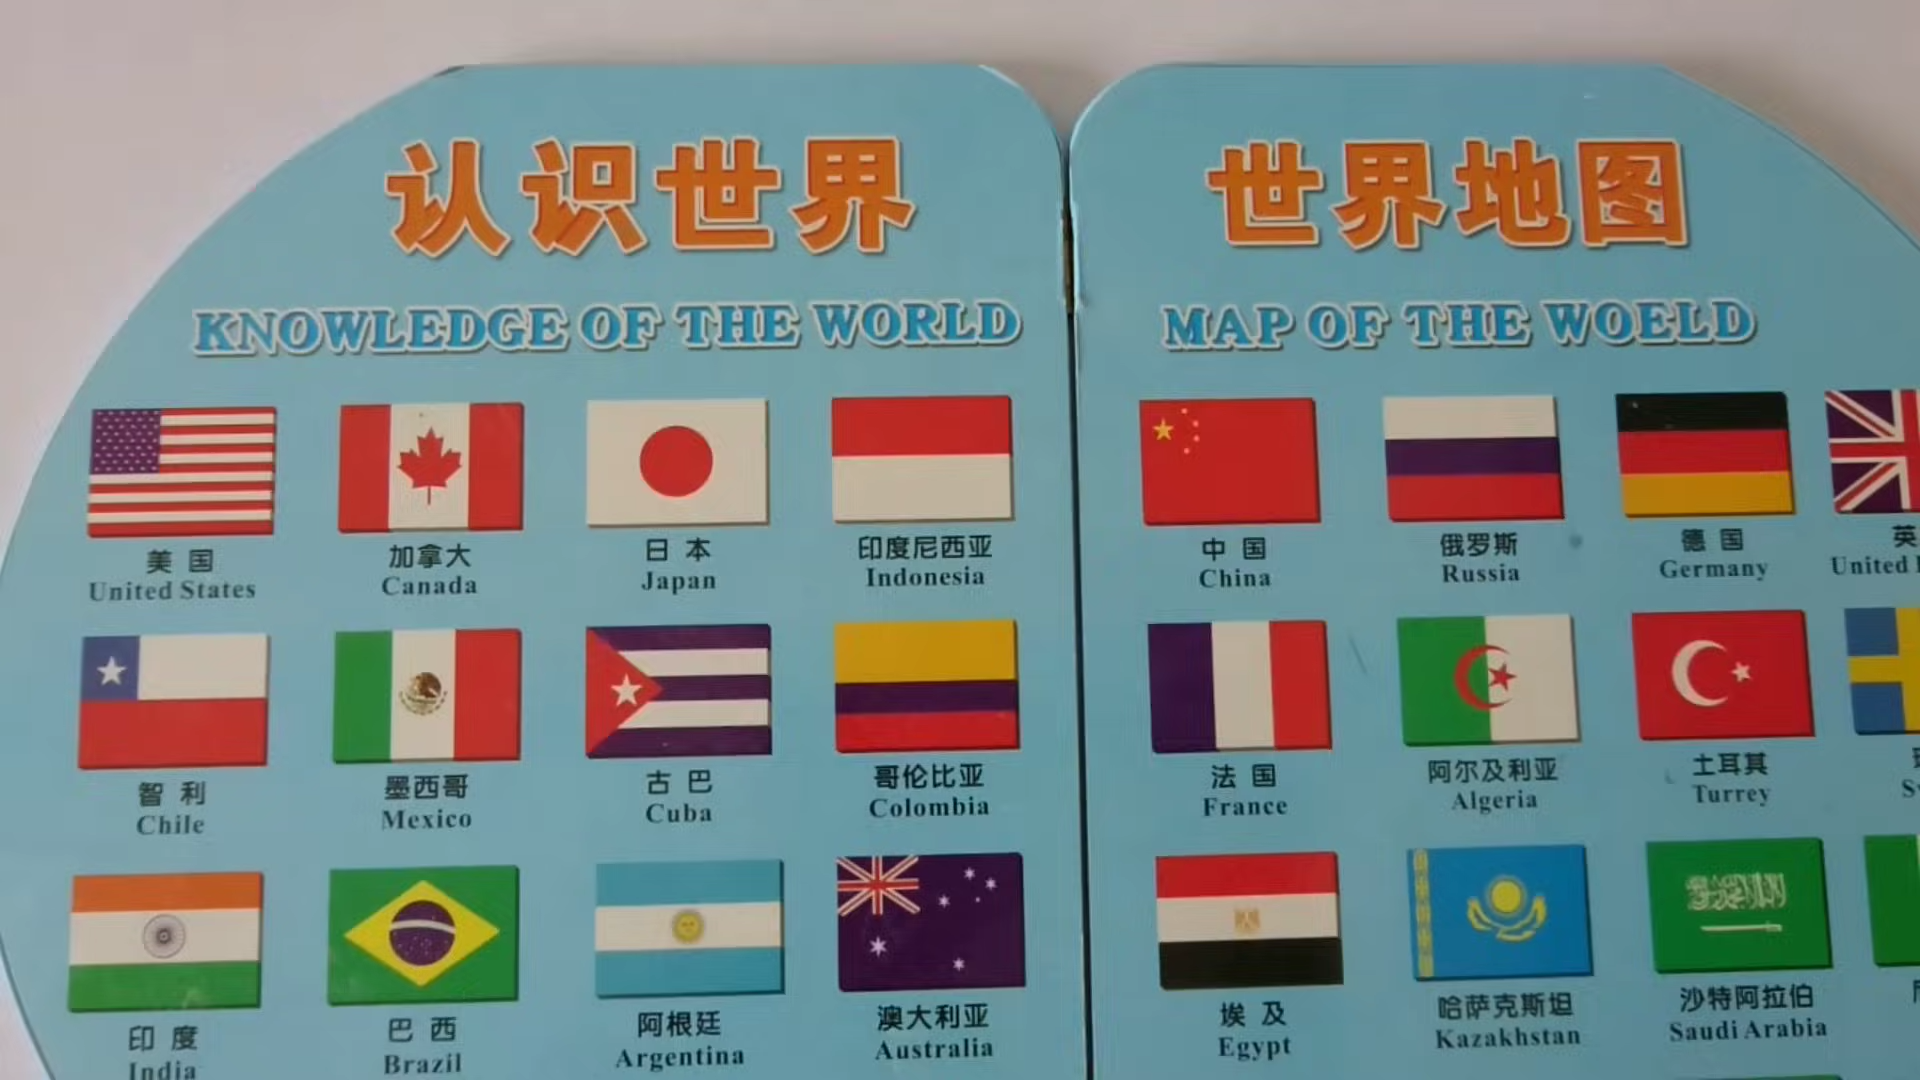 认识世界
KNOWLEDGE OF THE WORLD
美国
United States
加拿大
Canada
日本
Japan
印度尼西亚
Indonesia
智利
Chile
墨西哥
Mexico
古巴
Cuba
哥伦比亚
Colombia
印度
India
巴西
Brazil
阿根廷
Argentina
澳大利亚
Australia
世界地图
MAP OF THE WOELD
中国
China
俄罗斯
Russia
德国
Germany
英
United
法国
France
阿尔及利亚
Algeria
土耳其
Turrey
埃及
Egypt
哈萨克斯坦
Kazakhstan
沙特阿拉伯
Saudi Arabia